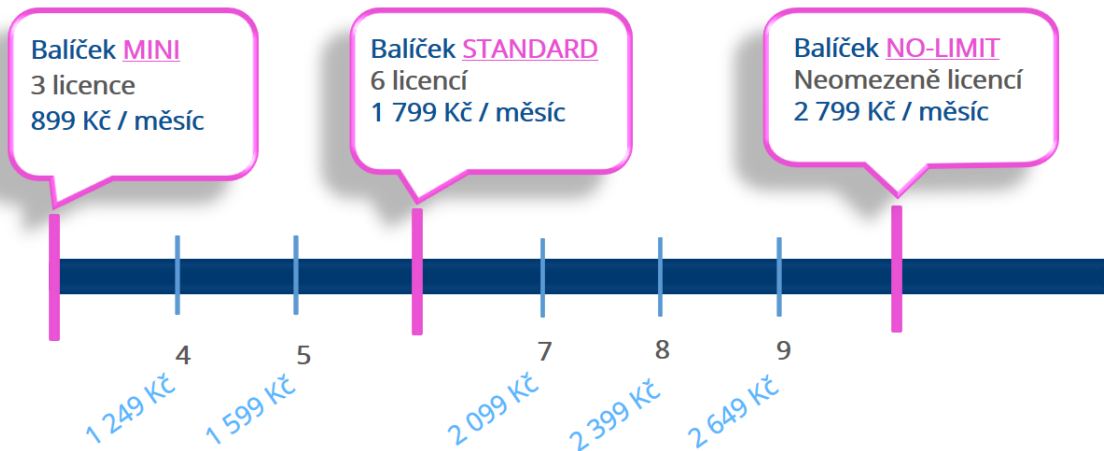 Balíček MINI
3 licence
899 Kč / měsíc
Balíček STANDARD
6 licencí
1 799 Kč / měsíc
Balíček NO-LIMIT
Neomezeně licencí
2 799 Kč / měsíc
4
5
7
8
9
1 249 Kč
1 599 Kč
2 099 Kč
2 399 Kč
2 649 Kč